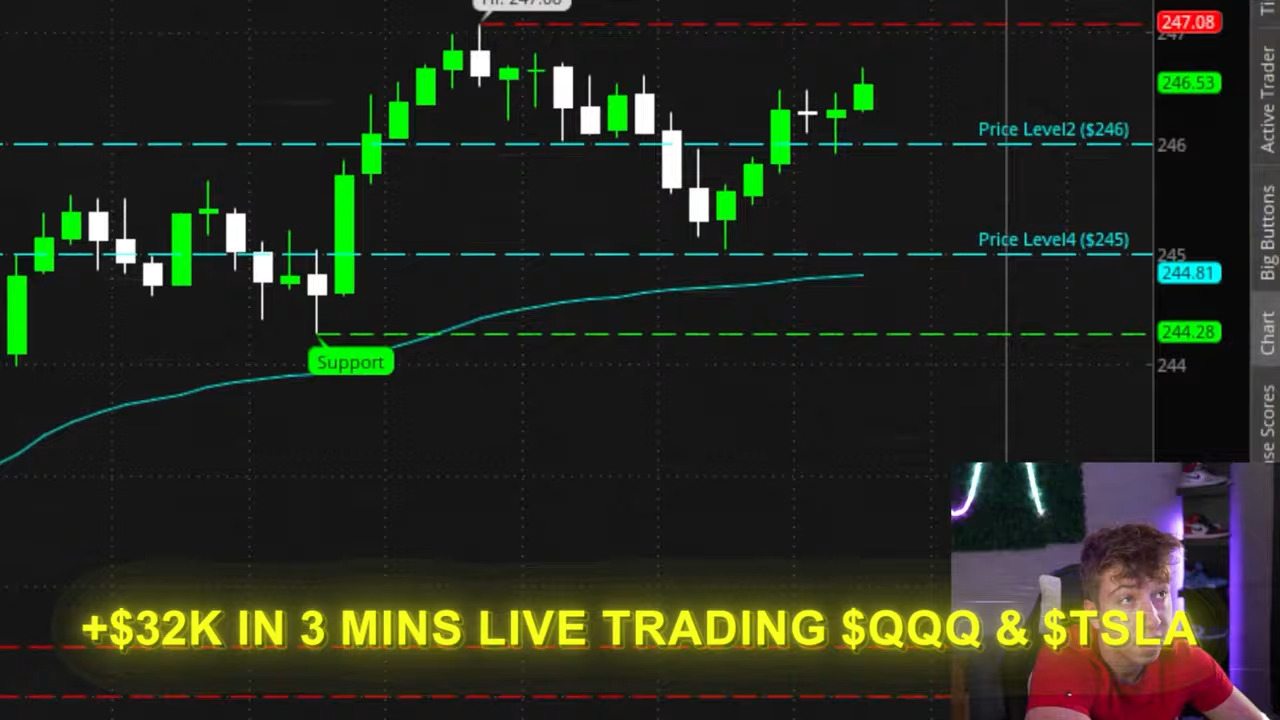 247.08
247
246.53
Price Level2 ($246)
246
Price Level4 ($245)
245
244.81
244.28
Support
244
Active Trader
Big Buttons
Chart
+$32K IN 3 MINS LIVE TRADING $QQQ & $TSLA